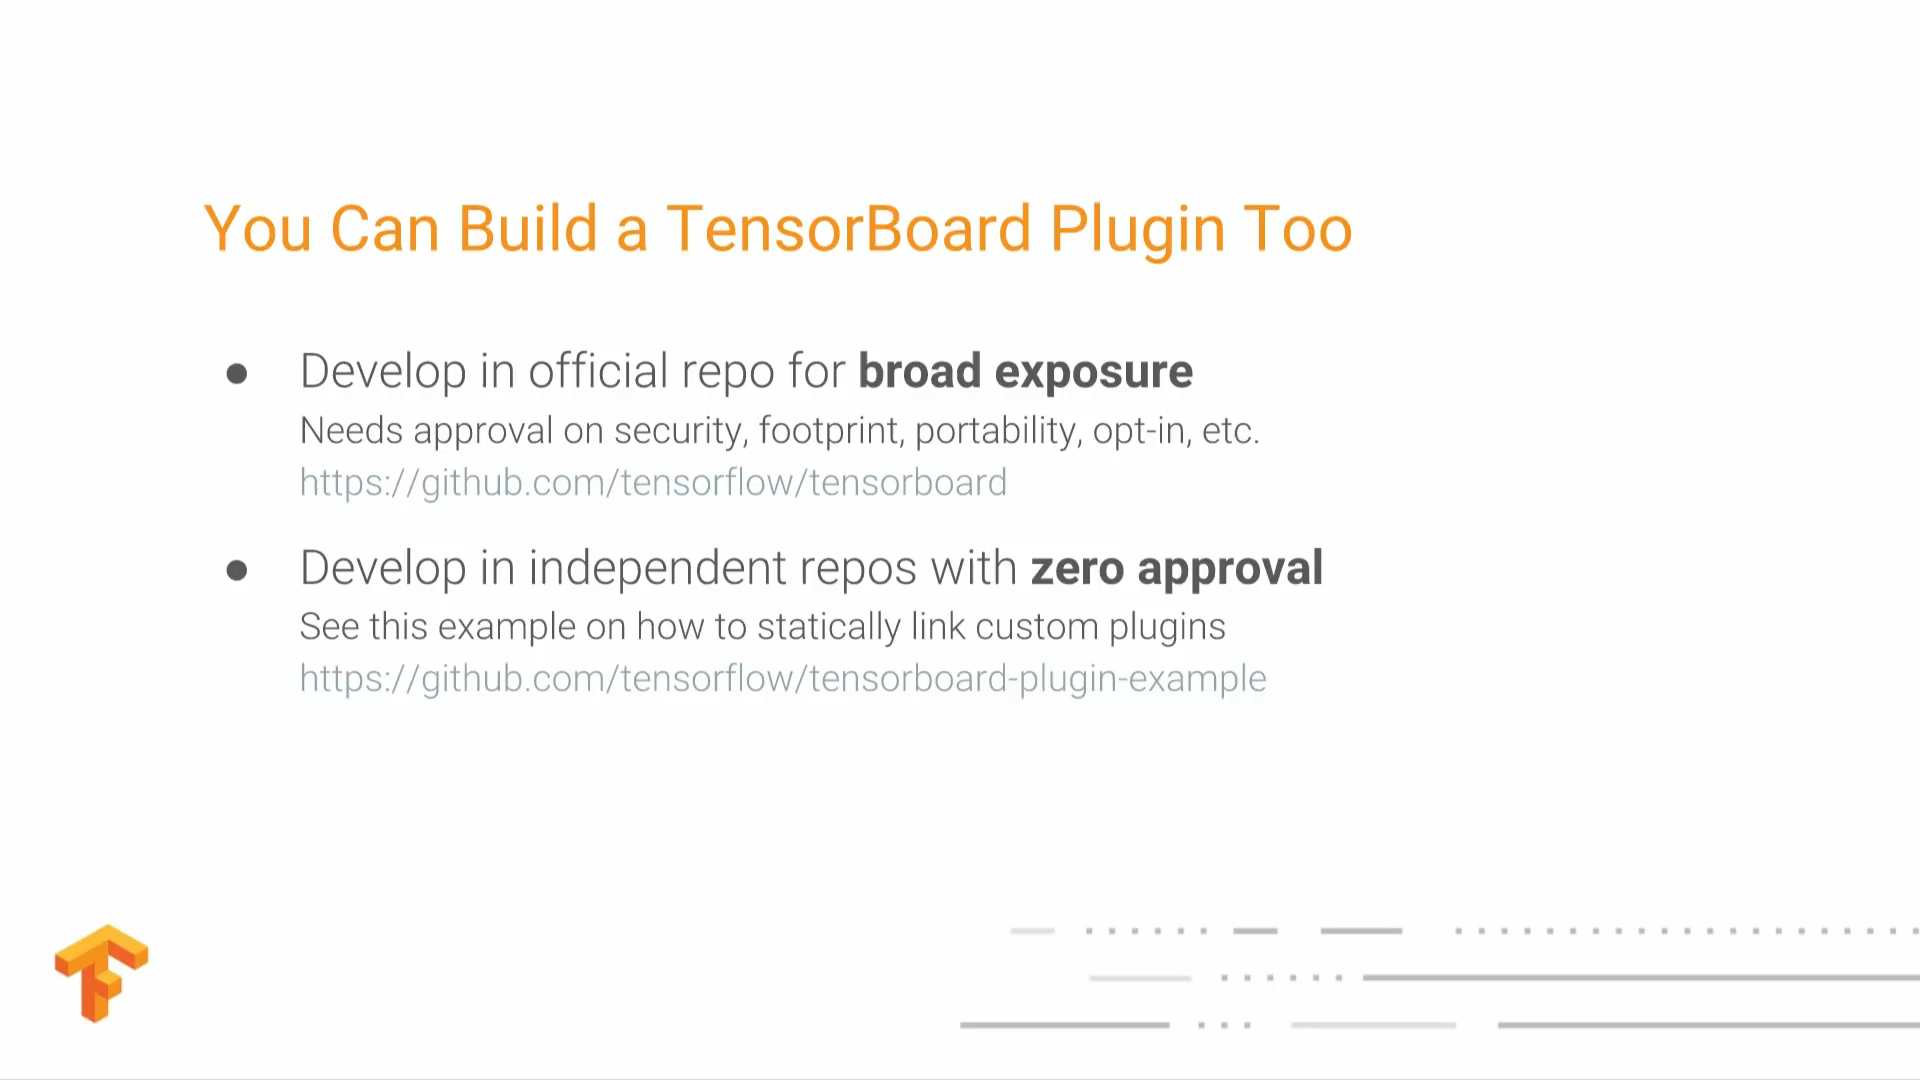 You Can Build a TensorBoard Plugin Too
● Develop in official repo for broad exposure
Needs approval on security, footprint, portability, opt-in, etc.
https://github.com/tensorflow/tensorboard
● Develop in independent repos with zero approval
See this example on how to statically link custom plugins
https://github.com/tensorflow/tensorboard-plugin-example